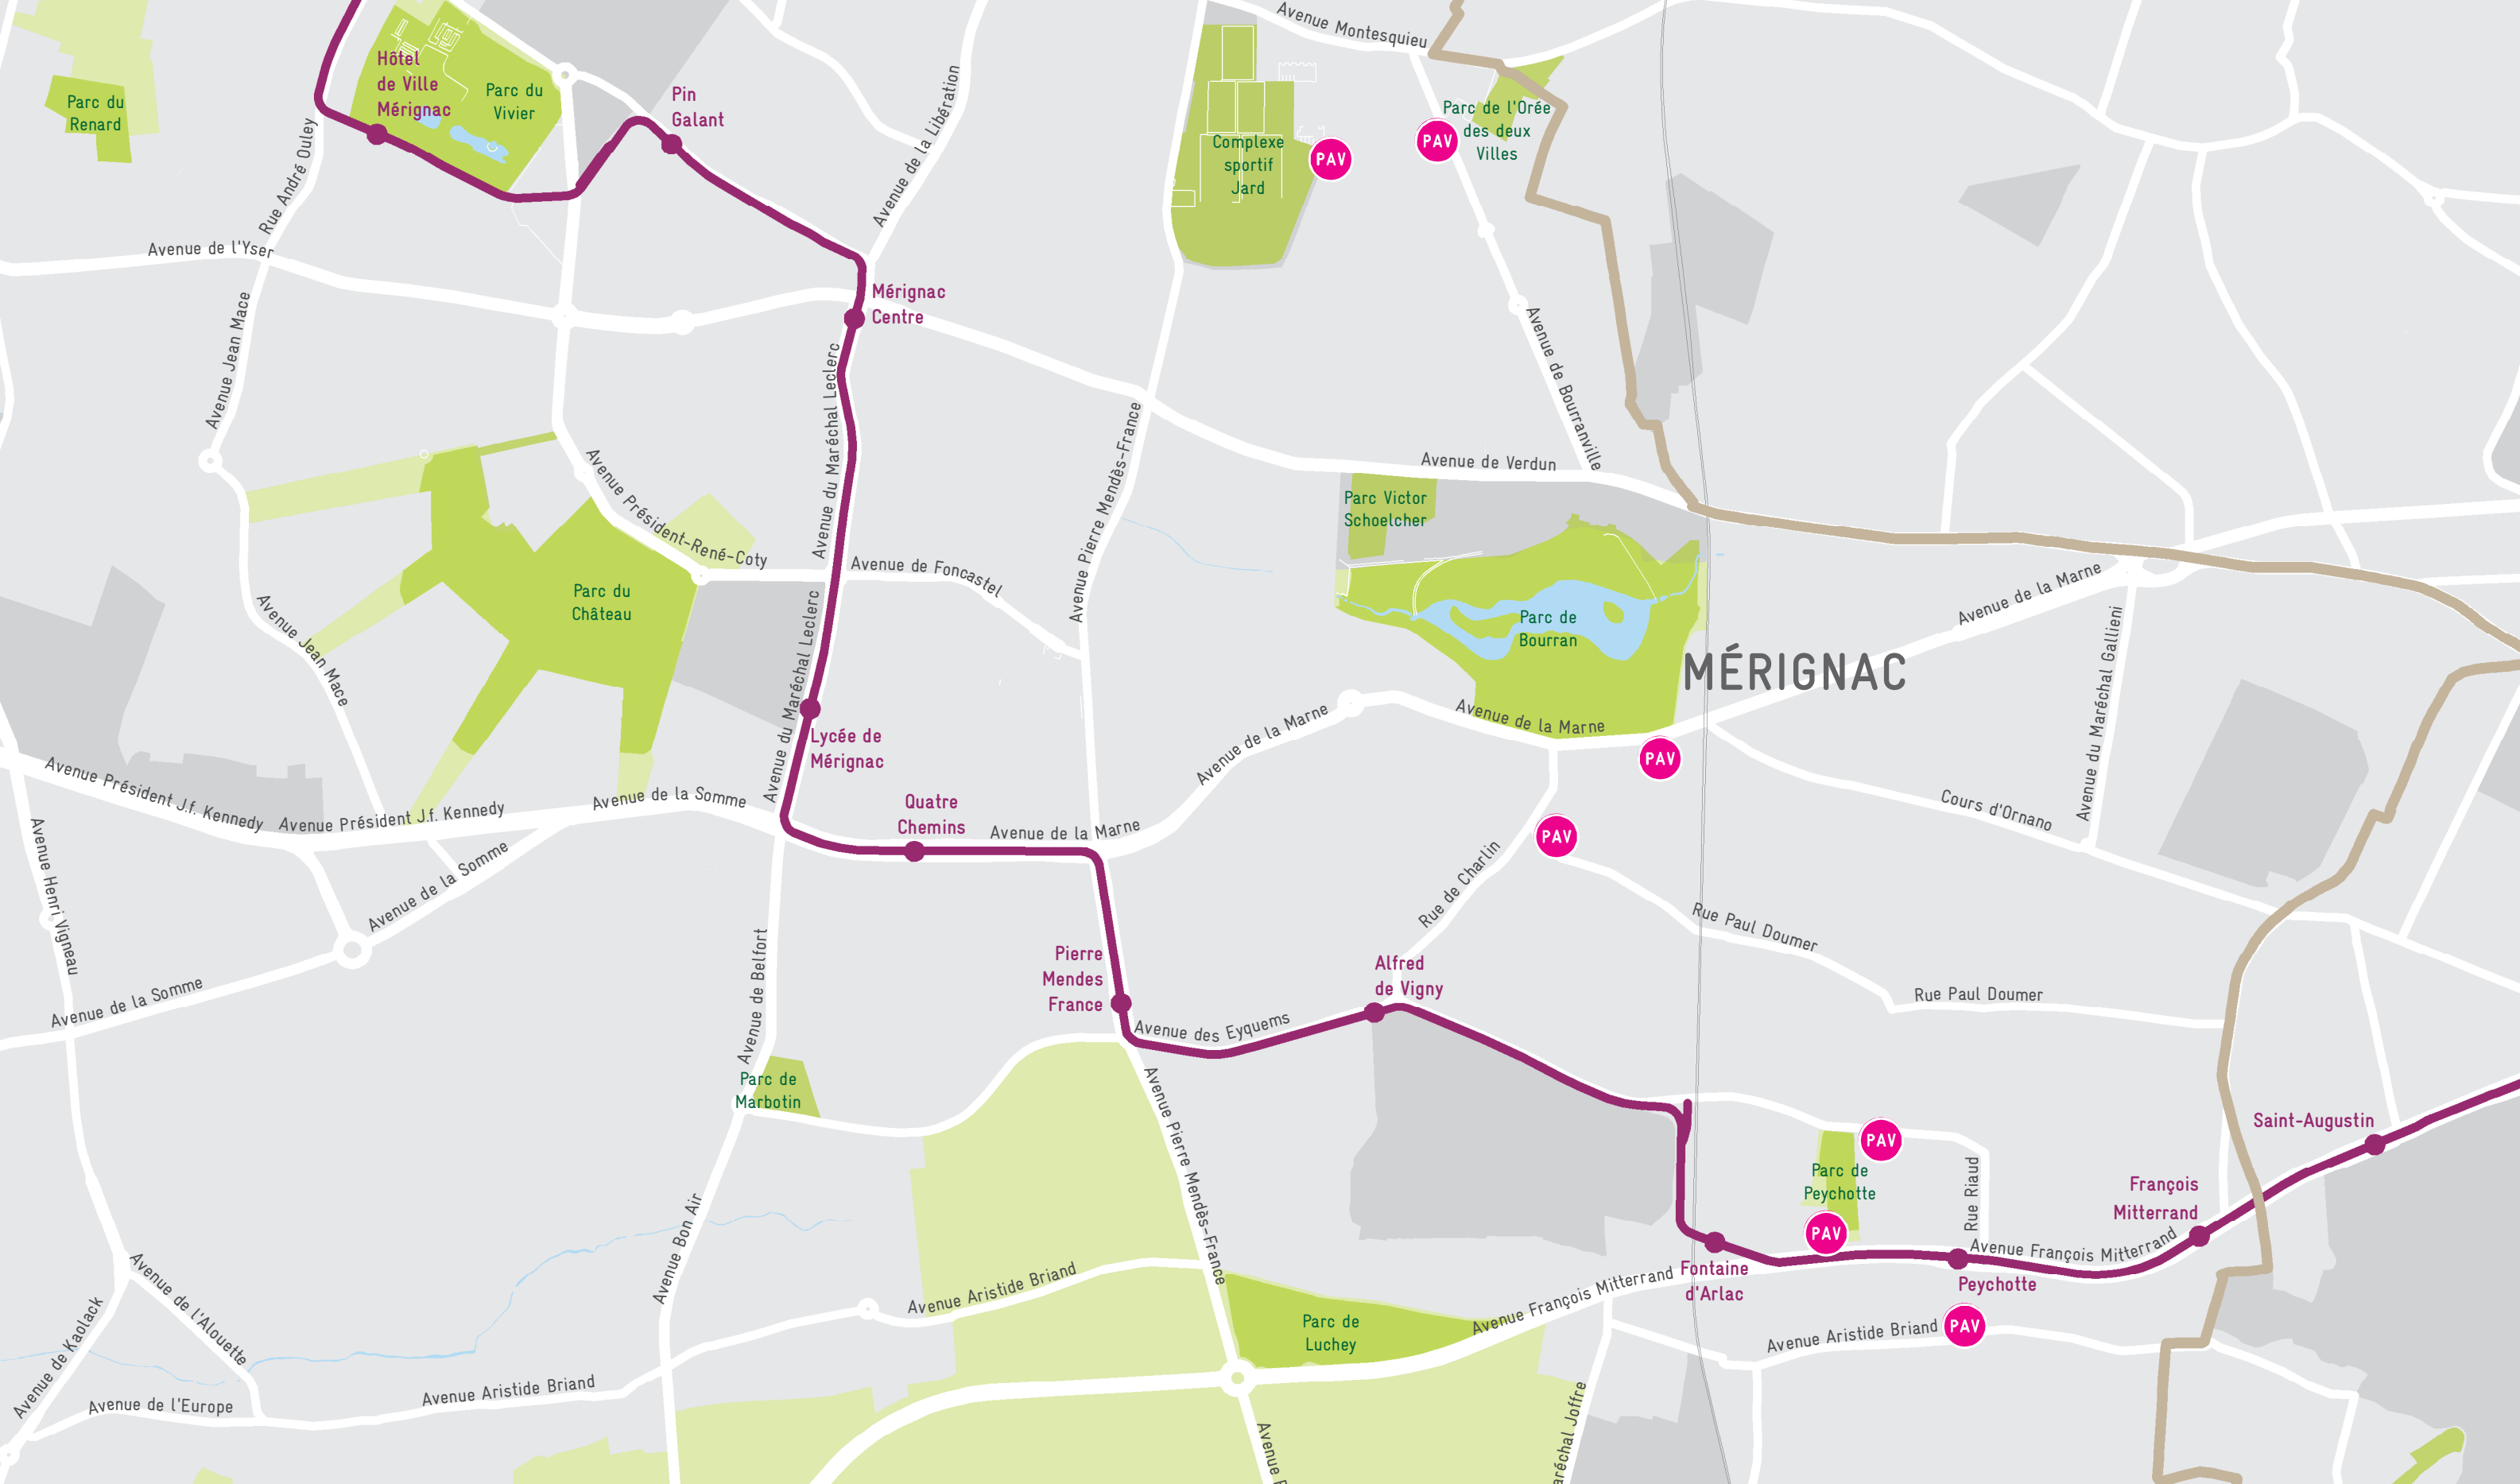 Avenue Montesquieu
Hôtel
de Ville
Mérignac
Parc du
Vivier
Pin
Galant
Parc du
Renard
Rue André Ouley
Avenue de la Libération
Complexe
sportif
Jard
PAV
PAV
Parc de l'Orée
des deux
Villes
Avenue de l'Yser
Mérignac
Centre
Avenue Jean Mace
Avenue du Maréchal Leclerc
Avenue de Bourranville
Avenue Pierre Mendès-France
Avenue de Verdun
Avenue Président-René-Coty
Parc Victor
Schoelcher
Avenue de Foncastel
Parc du
Château
Avenue Jean Mace
Avenue du Maréchal Leclerc
Parc de
Bourran
MÉRIGNAC
Avenue de la Marne
Avenue du Maréchal Gallieni
Lycée de
Mérignac
Avenue de la Marne
Avenue de la Marne
PAV
Avenue Président J.f. Kennedy
Avenue Président J.f. Kennedy
Avenue de la Somme
Quatre
Chemins
Avenue de la Marne
PAV
Cours d'Ornano
Avenue Henri Vigneau
Avenue de la Somme
Rue de Charlin
Rue Paul Doumer
Avenue de la Somme
Avenue de Belfort
Pierre
Mendes
France
Alfred
de Vigny
Rue Paul Doumer
Avenue des Eyquems
Parc de
Marbotin
Avenue Pierre Mendès-France
PAV
Saint-Augustin
Parc de
Peychotte
Rue Riaud
François
Mitterrand
PAV
Avenue Bon Air
Avenue François Mitterrand
Fontaine
d'Arlac
Peychotte
Avenue de l'Alouette
Avenue Aristide Briand
Avenue François Mitterrand
Avenue de Kaolack
Parc de
Luchey
Avenue Aristide Briand
PAV
Avenue de l'Europe
Avenue Aristide Briand
Avenue P
aréchal Joffre